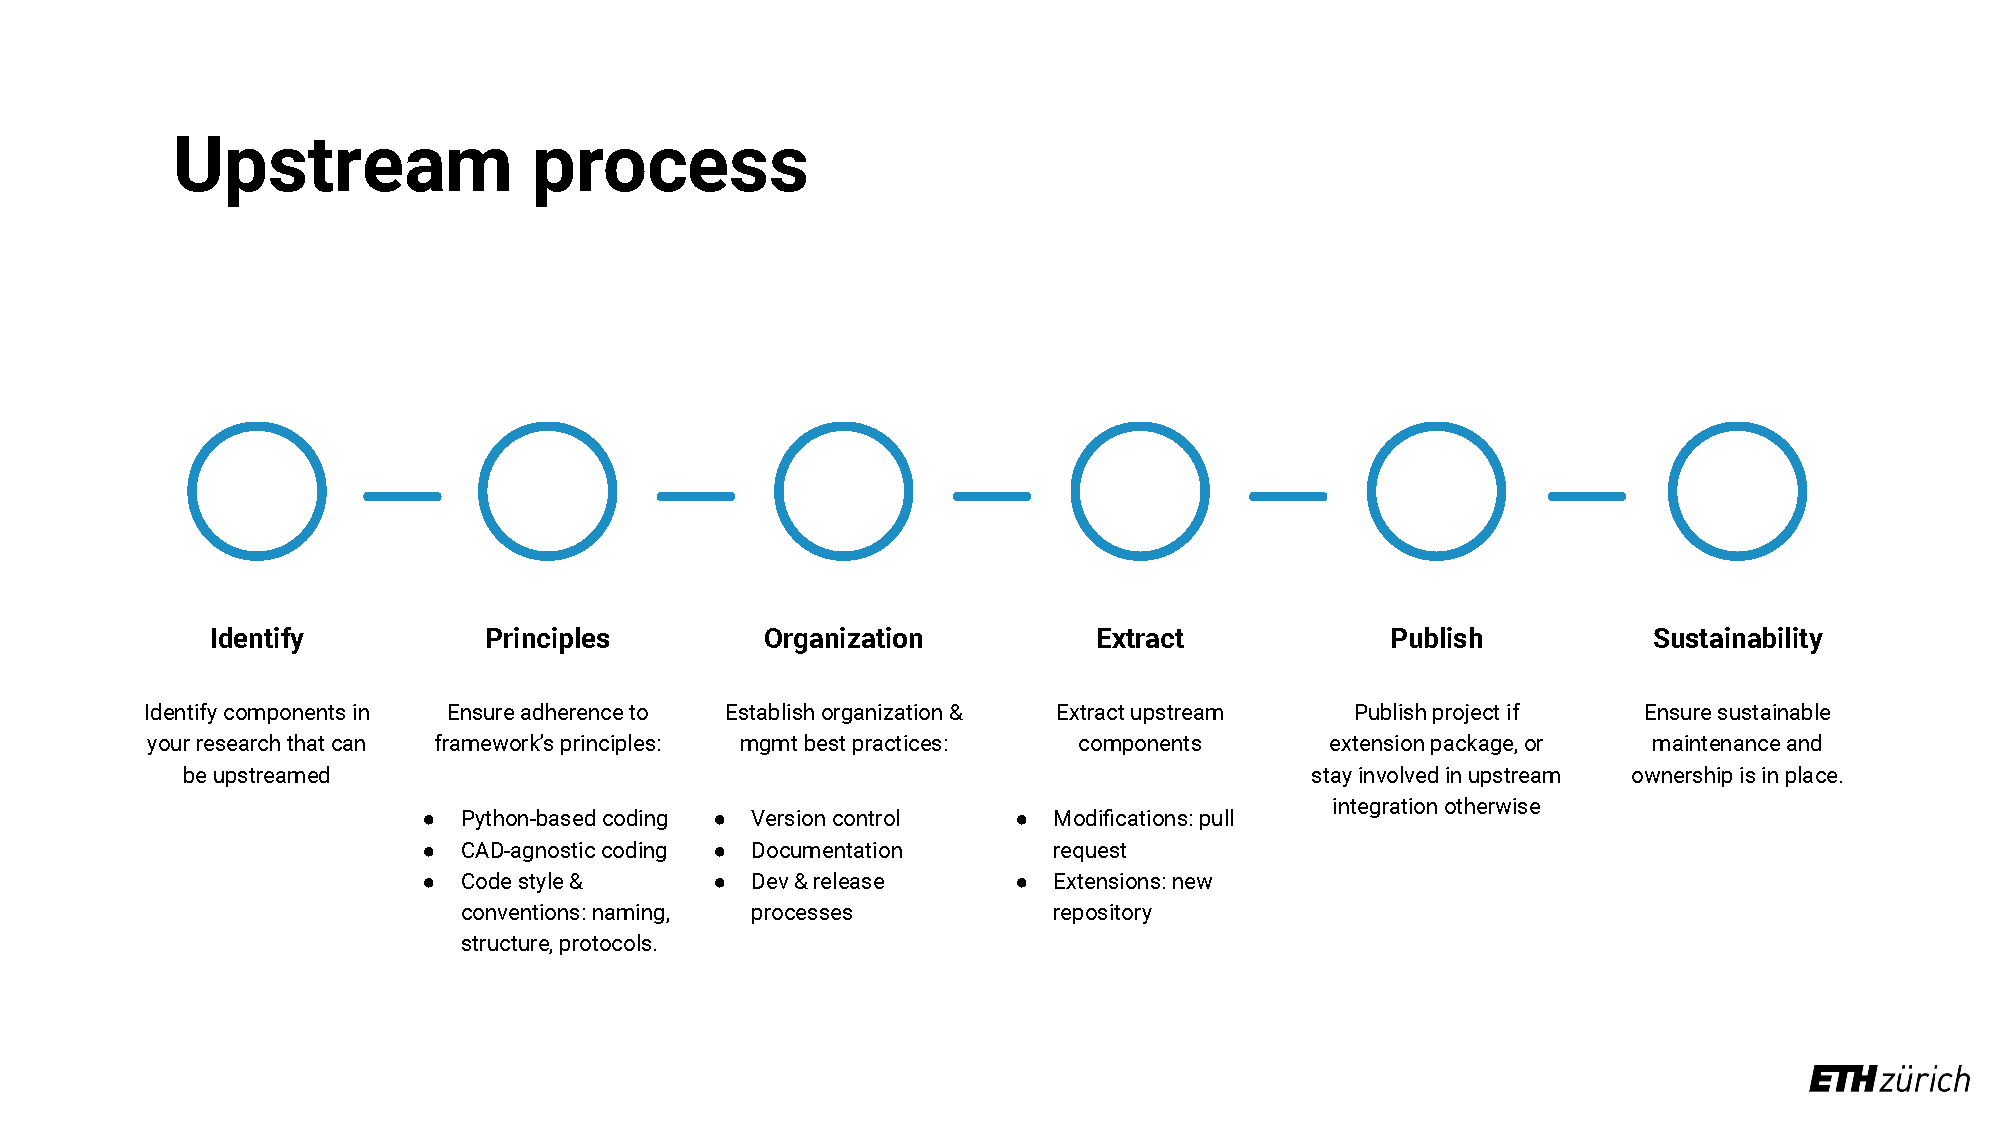 Upstream process
Identify
Identify components in
your research that can
be upstreamed
Principles
Ensure adherence to
framework’s principles:
● Python-based coding
● CAD-agnostic coding
● Code style &
conventions: naming,
structure, protocols.
Organization
Establish organization &
mgmt best practices:
● Version control
● Documentation
● Dev & release
processes
Extract
Extract upstream
components
● Modifications: pull
request
● Extensions: new
repository
Publish
Publish project if
extension package, or
stay involved in upstream
integration otherwise
Sustainability
Ensure sustainable
maintenance and
ownership is in place.
ETH zürich